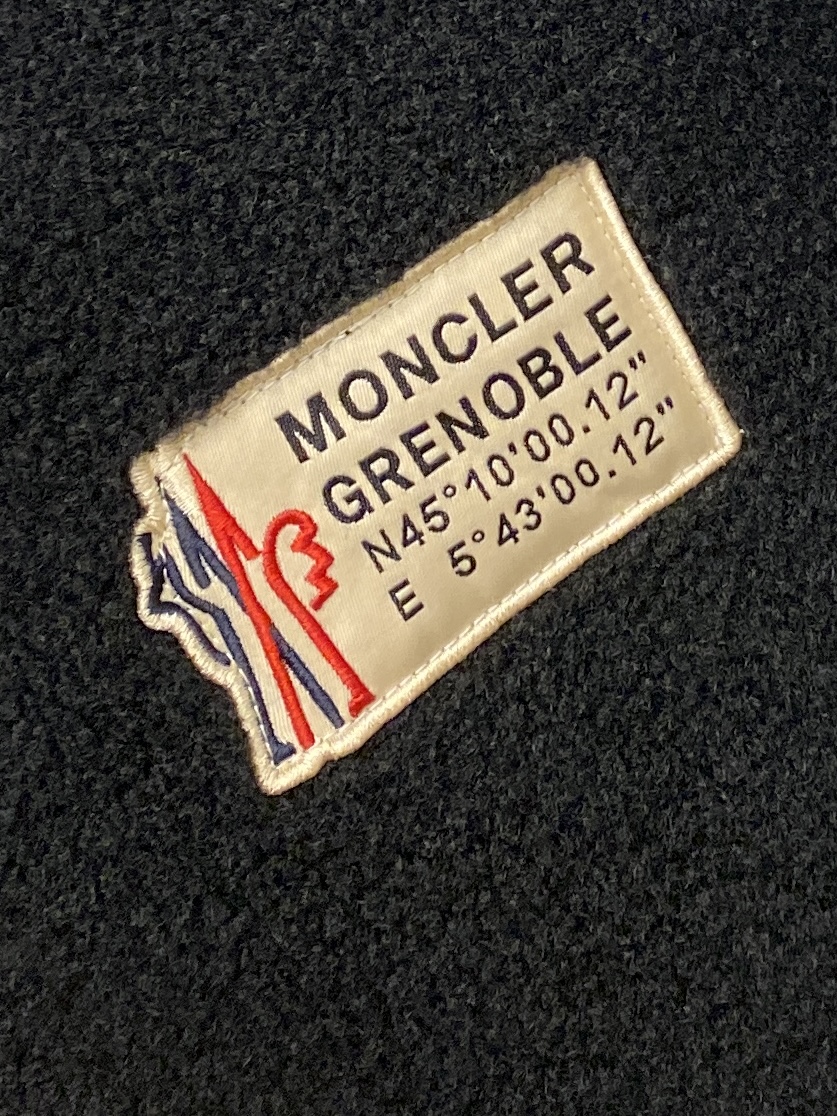 MONCLER
GRENOBLE
N45°10'00.12"
E 5°43'00.12"